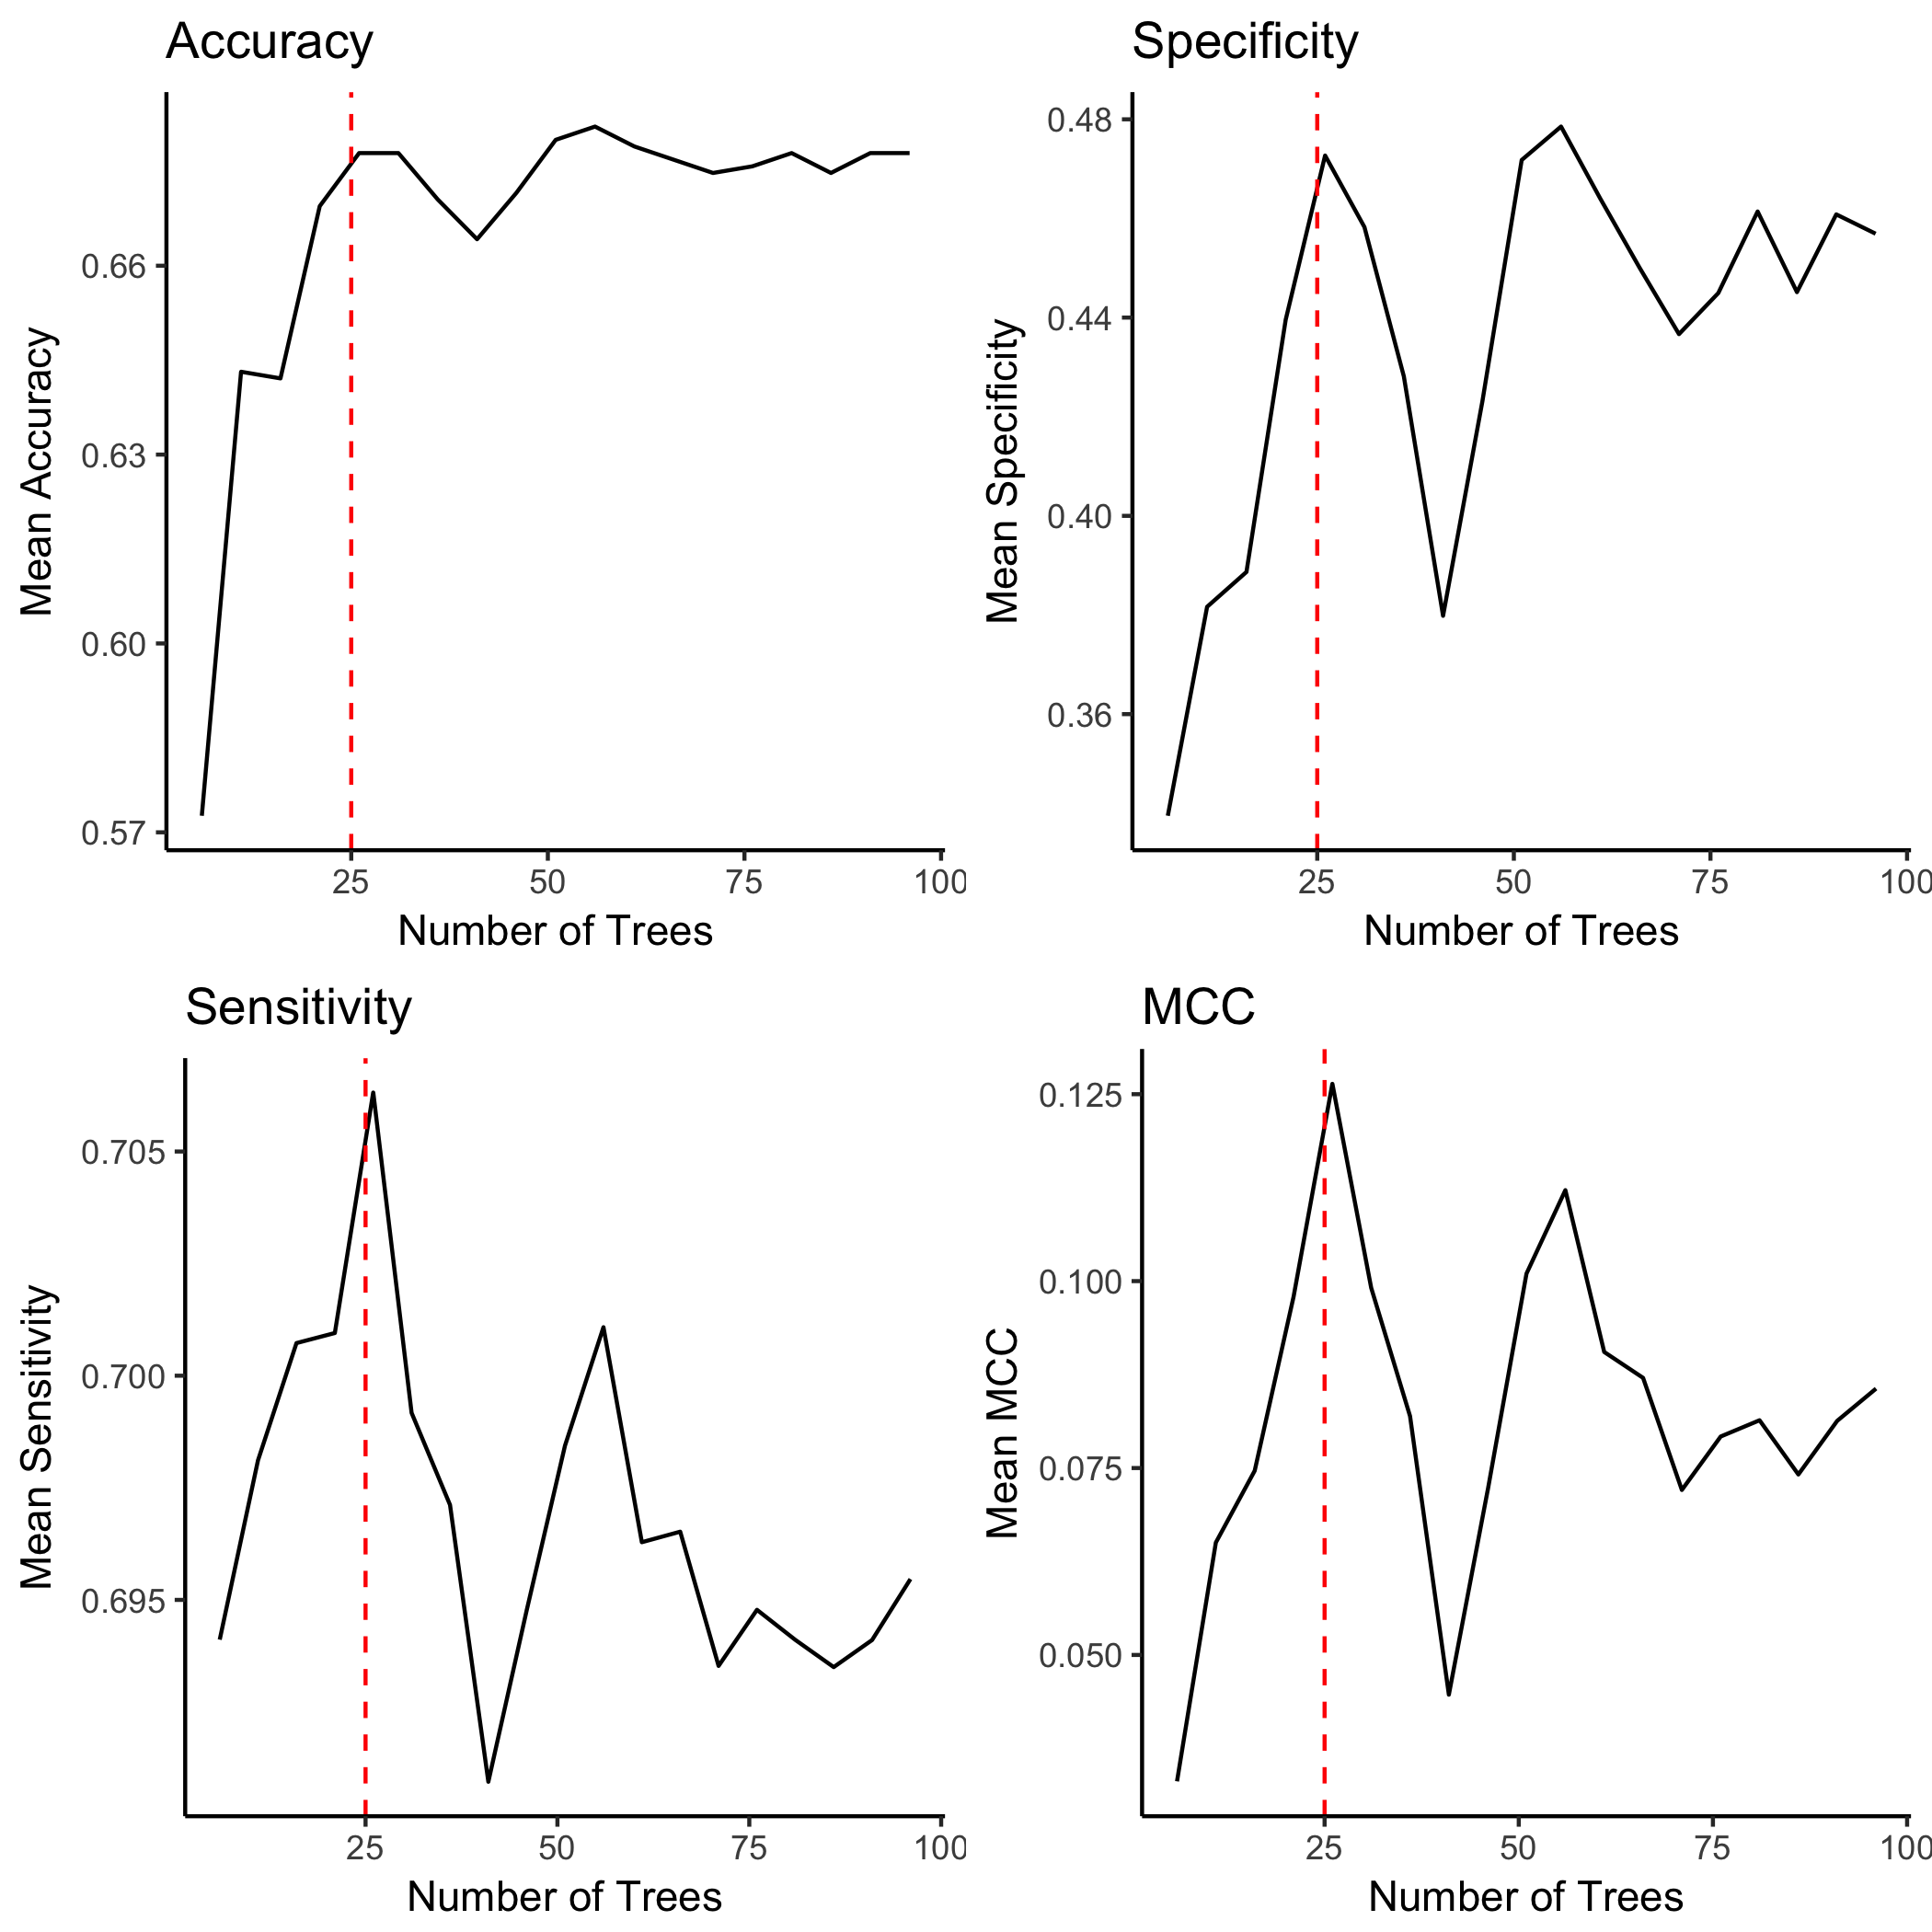 Accuracy
Mean Accuracy
0.66
0.63
0.60
0.57
25 50 75 100
Number of Trees
Specificity
Mean Specificity
0.48
0.44
0.40
0.36
25 50 75 100
Number of Trees
Sensitivity
Mean Sensitivity
0.705
0.700
0.695
25 50 75 100
Number of Trees
MCC
Mean MCC
0.125
0.100
0.075
0.050
25 50 75 100
Number of Trees